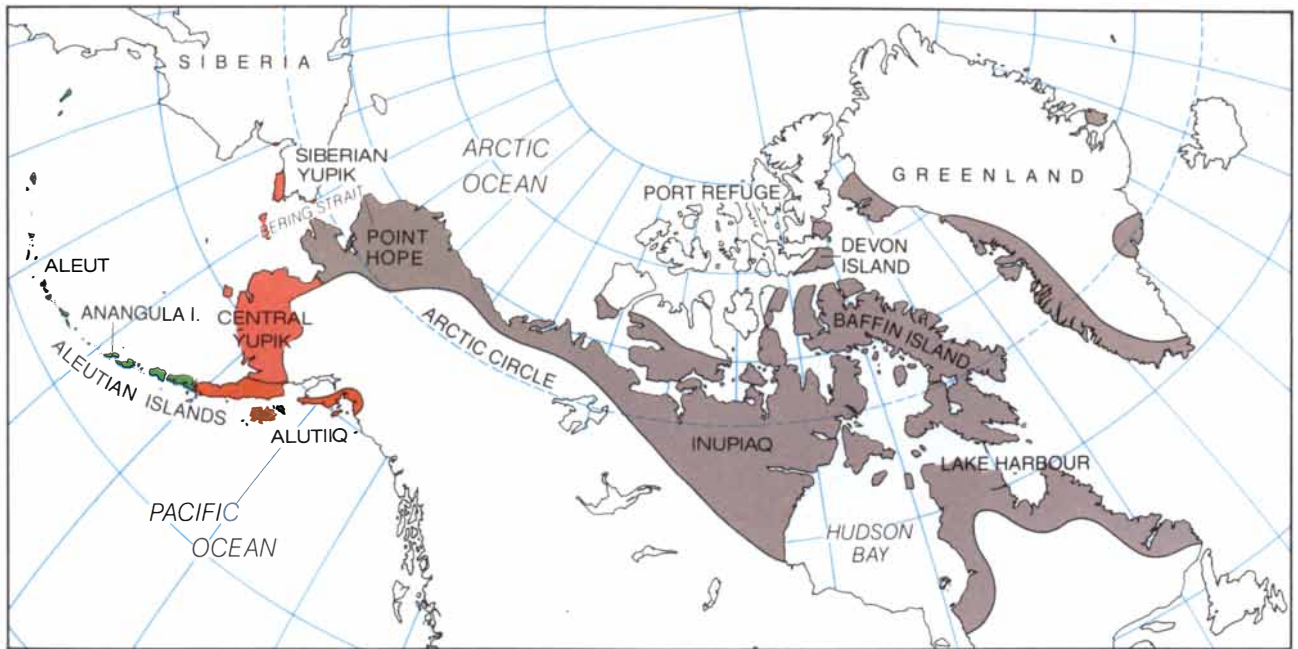 SIBERIA
SIBERIAN
YUPIK
ERING STRAIT
ARCTIC
OCEAN
POINT
HOPE
PORT REFUGE
GREENLAND
DEVON
ISLAND
ALEUT
ANANGULA I.
CENTRAL
YUPIK
ALEUTIAN ISLANDS
ARCTIC CIRCLE
BAFFIN ISLAND
ALUTIIQ
INUPIAQ
LAKE HARBOUR
PACIFIC
OCEAN
HUDSON
BAY